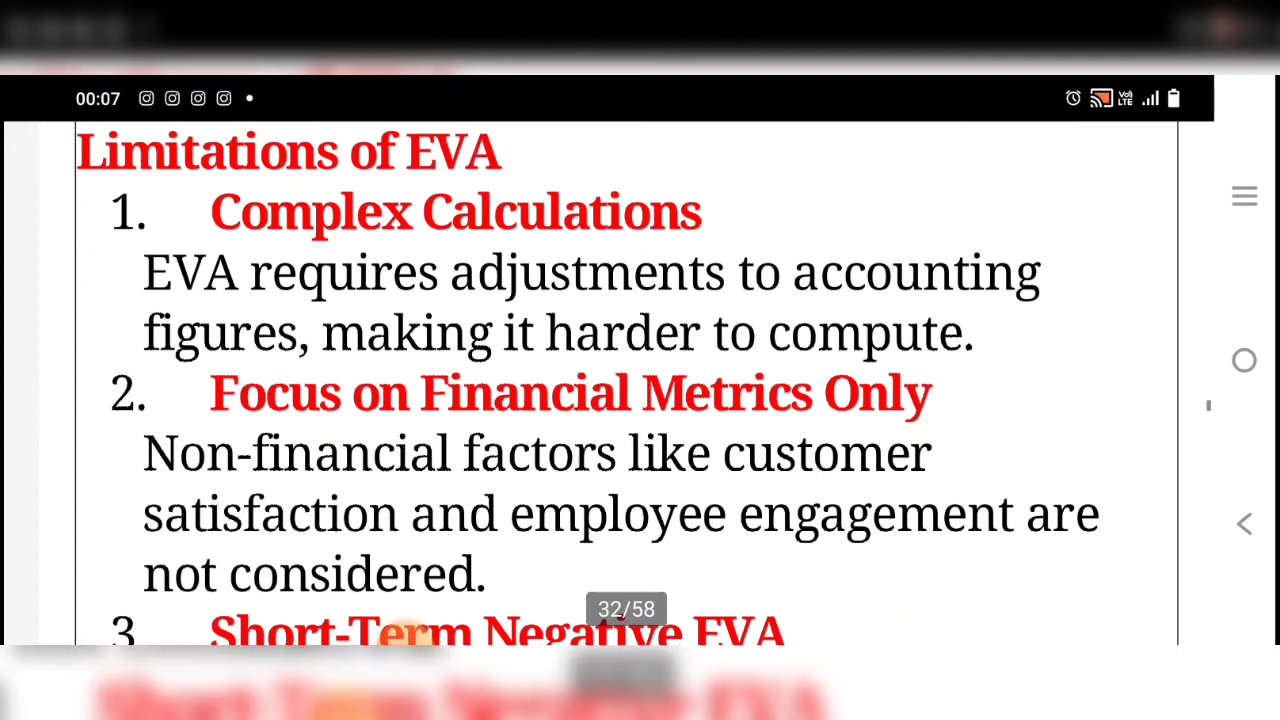 00:07
Limitations of EVA
1. Complex Calculations
EVA requires adjustments to accounting
figures, making it harder to compute.
2. Focus on Financial Metrics Only
Non-financial factors like customer
satisfaction and employee engagement are
not considered.
32/58
3 Short-Term Negative EVA